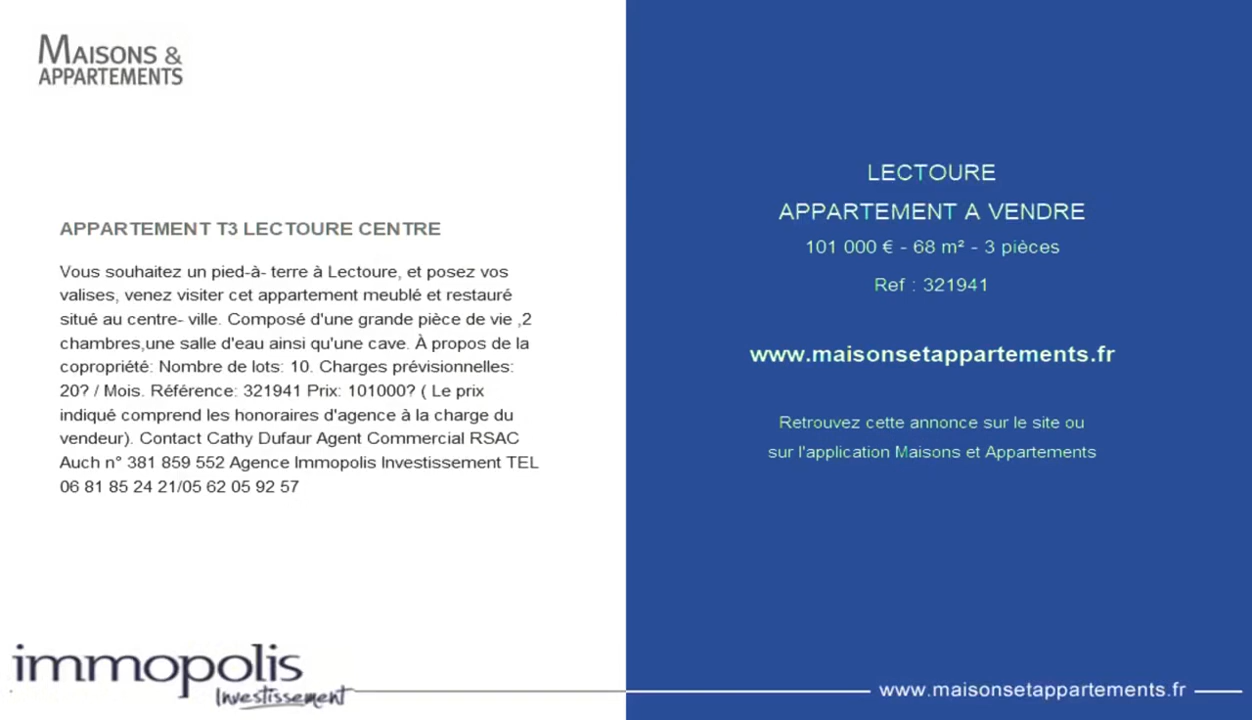 MAISONS &
APPARTEMENTS
APPARTEMENT T3 LECTOURE CENTRE
Vous souhaitez un pied-à- terre à Lectoure, et posez vos
valises, venez visiter cet appartement meublé et restauré
situé au centre- ville. Composé d'une grande pièce de vie ,2
chambres,une salle d'eau ainsi qu'une cave. À propos de la
copropriété: Nombre de lots: 10. Charges prévisionnelles:
20? / Mois. Référence: 321941 Prix: 101000? ( Le prix
indiqué comprend les honoraires d'agence à la charge du
vendeur). Contact Cathy Dufaur Agent Commercial RSAC
Auch n° 381 859 552 Agence Immopolis Investissement TEL
06 81 85 24 21/05 62 05 92 57
immopolis
Investissement
LECTOURE
APPARTEMENT A VENDRE
101 000 € - 68 m² - 3 pièces
Ref : 321941
www.maisonsetappartements.fr
Retrouvez cette annonce sur le site ou
sur l'application Maisons et Appartements
www.maisonsetappartements.fr